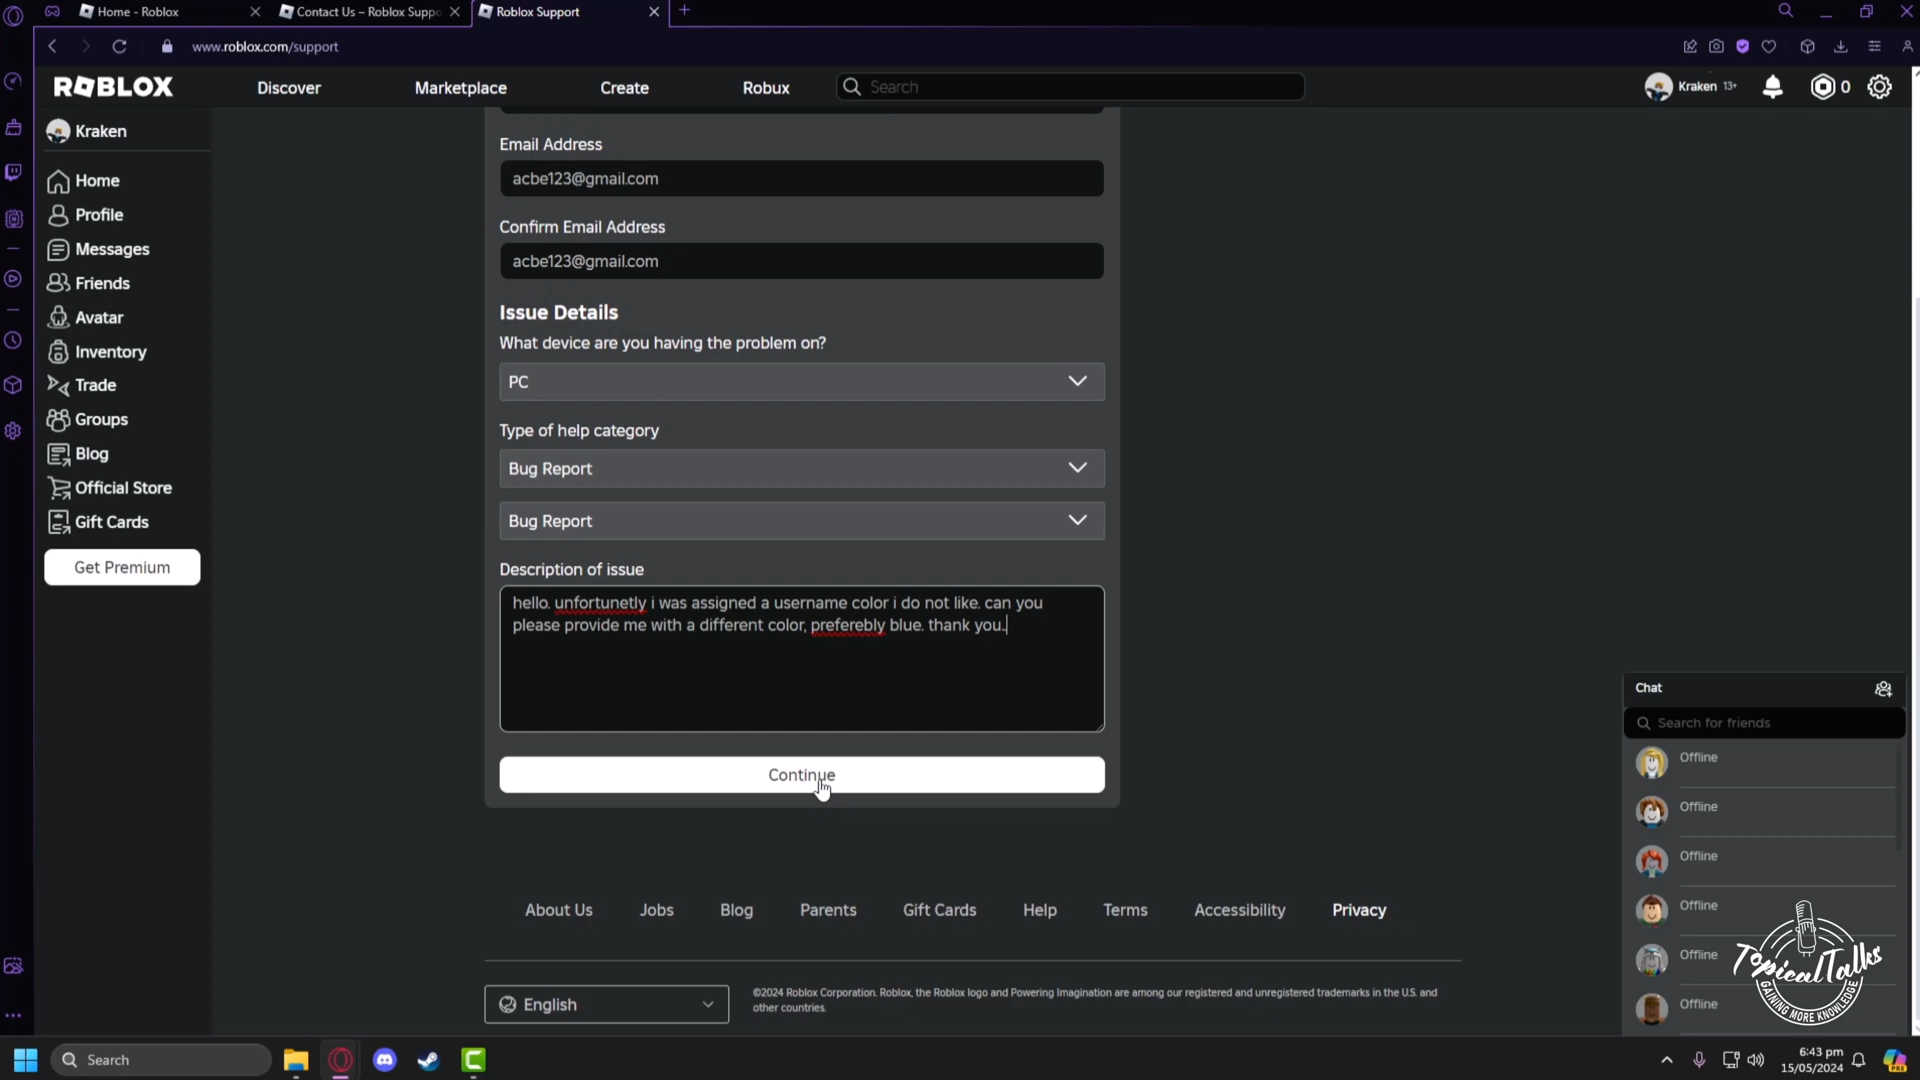 Home - Roblox
Contact Us – Roblox Suppo
Roblox Support
www.roblox.com/support
ROBLOX
Discover
Marketplace
Create
Robux
Search
Kraken 13+
0
Kraken
Home
Profile
Messages
Friends
Avatar
Inventory
Trade
Groups
Blog
Official Store
Gift Cards
Get Premium
Email Address
acbe123@gmail.com
Confirm Email Address
acbe123@gmail.com
Issue Details
What device are you having the problem on?
PC
Type of help category
Bug Report
Bug Report
Description of issue
hello. unfortunetly i was assigned a username color i do not like. can you
please provide me with a different color, preferebly blue. thank you..
Continue
About Us
Jobs
Blog
Parents
Gift Cards
Help
Terms
Accessibility
Privacy
English
©2024 Roblox Corporation. Roblox, the Roblox logo and Powering Imagination are among our registered and unregistered trademarks in the U.S. and
other countries.
Chat
Search for friends
Offline
Offline
Offline
Offline
Offline
Offline
TopicalTalks
GAINING MORE KNOWLEDGE
Search
6:43 pm
15/05/2024
PRE